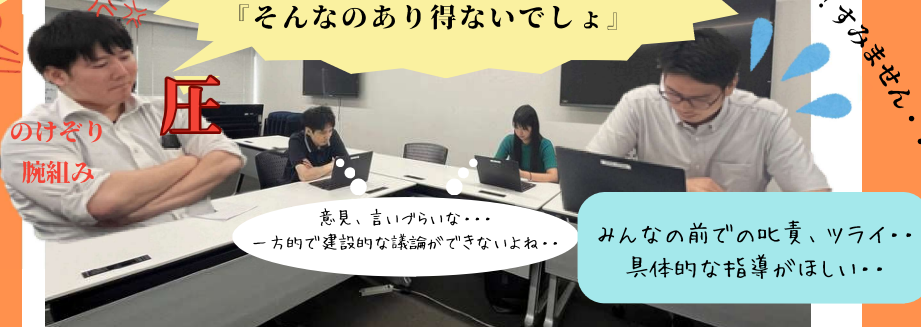 『そんなのあり得ないでしょ』
！すみません・・
圧
のけぞり
腕組み
意見、言いづらいな・・・
一方的で建設的な議論ができないよね・・
みんなの前での叱責、ツライ・・
具体的な指導がほしい・・